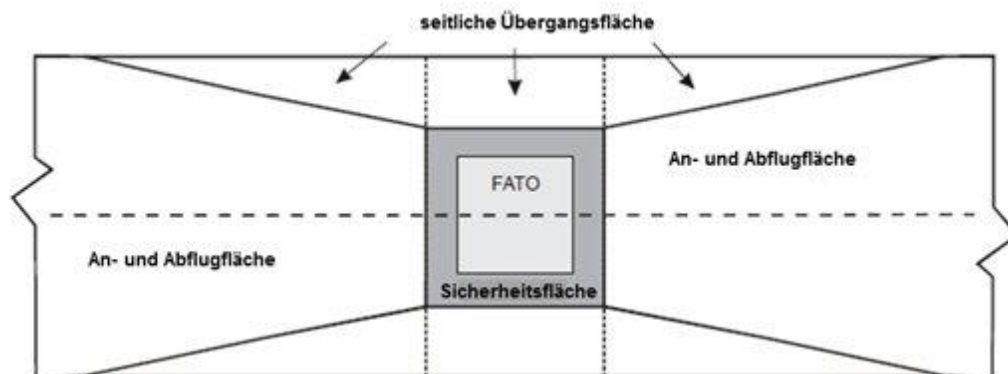 seitliche Übergangsfläche
An- und Abflugfläche
FATO
An- und Abflugfläche
Sicherheitsfläche